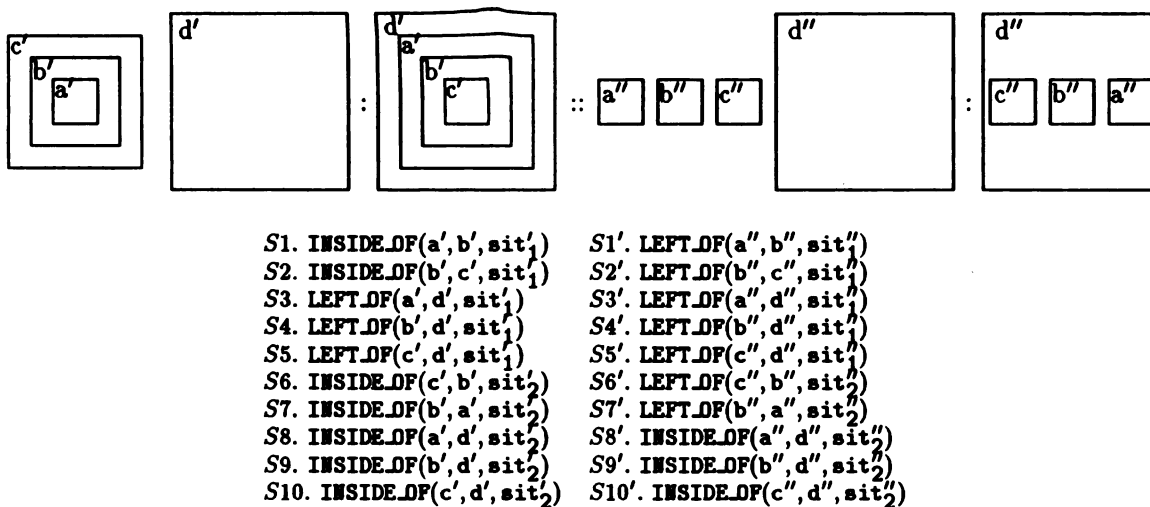 c′ b′ a′ d′ : d′ a′ b′ c′ :: a″ b″ c″ d″ : d″ c″ b″ a″
S1. INSIDE_OF(a′, b′, sit′₁) S1′. LEFT_OF(a″, b″, sit″₁)
S2. INSIDE_OF(b′, c′, sit′₁) S2′. LEFT_OF(b″, c″, sit″₁)
S3. LEFT_OF(a′, d′, sit′₁) S3′. LEFT_OF(a″, d″, sit″₁)
S4. LEFT_OF(b′, d′, sit′₁) S4′. LEFT_OF(b″, d″, sit″₁)
S5. LEFT_OF(c′, d′, sit′₁) S5′. LEFT_OF(c″, d″, sit″₁)
S6. INSIDE_OF(c′, b′, sit′₂) S6′. LEFT_OF(c″, b″, sit″₂)
S7. INSIDE_OF(b′, a′, sit′₂) S7′. LEFT_OF(b″, a″, sit″₂)
S8. INSIDE_OF(a′, d′, sit′₂) S8′. INSIDE_OF(a″, d″, sit″₂)
S9. INSIDE_OF(b′, d′, sit′₂) S9′. INSIDE_OF(b″, d″, sit″₂)
S10. INSIDE_OF(c′, d′, sit′₂) S10′. INSIDE_OF(c″, d″, sit″₂)